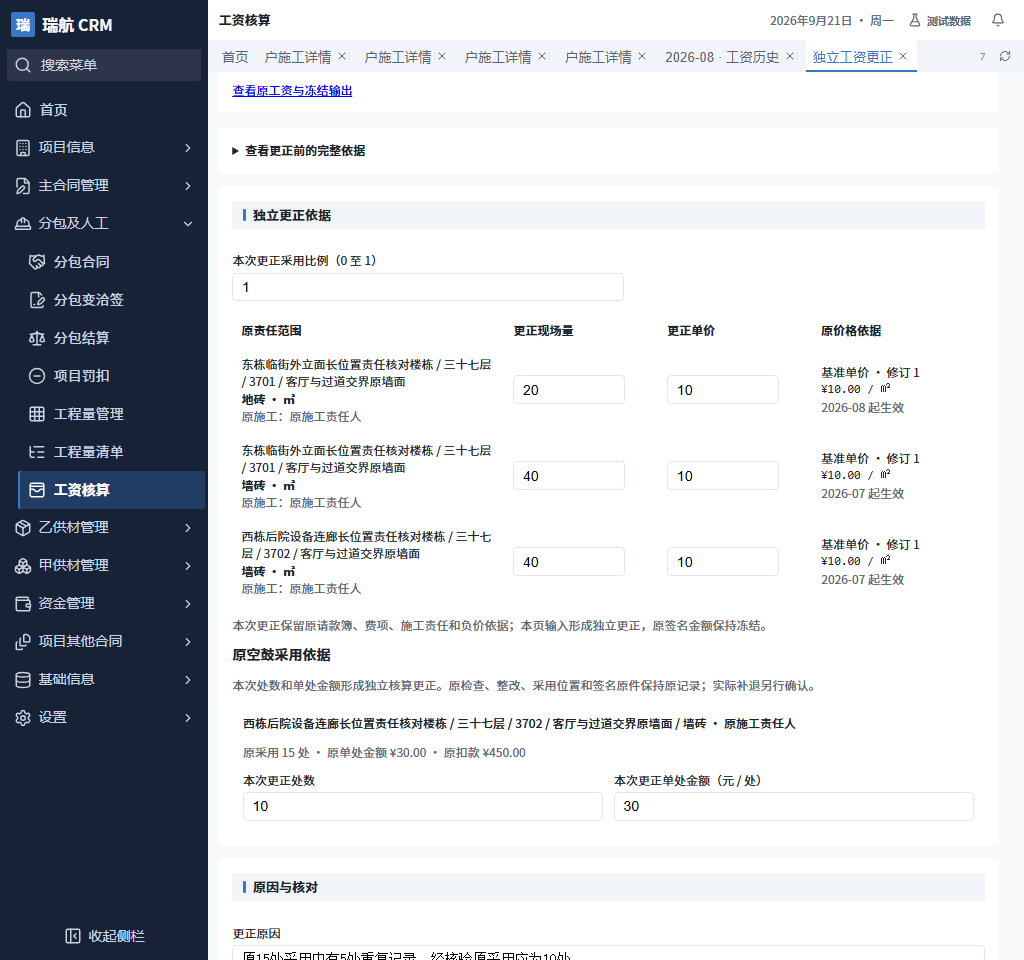 瑞 瑞航 CRM
搜索菜单
首页
项目信息
主合同管理
分包及人工
分包合同
分包变洽签
分包结算
项目罚扣
工程量管理
工程量清单
工资核算
乙供材管理
甲供材管理
资金管理
项目其他合同
基础信息
设置
收起侧栏
工资核算 2026年9月21日 · 周一 测试数据
首页 户施工详情 × 户施工详情 × 户施工详情 × 户施工详情 × 2026-08 · 工资历史 × 独立工资更正 × 7
查看原工资与冻结输出
▶ 查看更正前的完整依据
独立更正依据
本次更正采用比例（0 至 1）
1
原责任范围 更正现场量 更正单价 原价格依据
东栋临街外立面长位置责任核对楼栋 / 三十七层
/ 3701 / 客厅与过道交界原墙面
地砖 · ㎡
原施工：原施工责任人
20 10
基准单价 · 修订 1
¥10.00 / ㎡
2026-08 起生效
东栋临街外立面长位置责任核对楼栋 / 三十七层
/ 3701 / 客厅与过道交界原墙面
墙砖 · ㎡
原施工：原施工责任人
40 10
基准单价 · 修订 1
¥10.00 / ㎡
2026-07 起生效
西栋后院设备连廊长位置责任核对楼栋 / 三十七
层 / 3702 / 客厅与过道交界原墙面
墙砖 · ㎡
原施工：原施工责任人
40 10
基准单价 · 修订 1
¥10.00 / ㎡
2026-07 起生效
本次更正保留原请款簿、费项、施工责任和负价依据；本页输入形成独立更正，原签名金额保持冻结。
原空鼓采用依据
本次处数和单处金额形成独立核算更正。原检查、整改、采用位置和签名原件保持原记录；实际补退另行确认。
西栋后院设备连廊长位置责任核对楼栋 / 三十七层 / 3702 / 客厅与过道交界原墙面 / 墙砖 · 原施工责任人
原采用 15 处 · 原单处金额 ¥30.00 · 原扣款 ¥450.00
本次更正处数 本次更正单处金额（元 / 处）
10 30
原因与核对
更正原因
原15处采用中有5处重复记录，经核验原采用应为10处